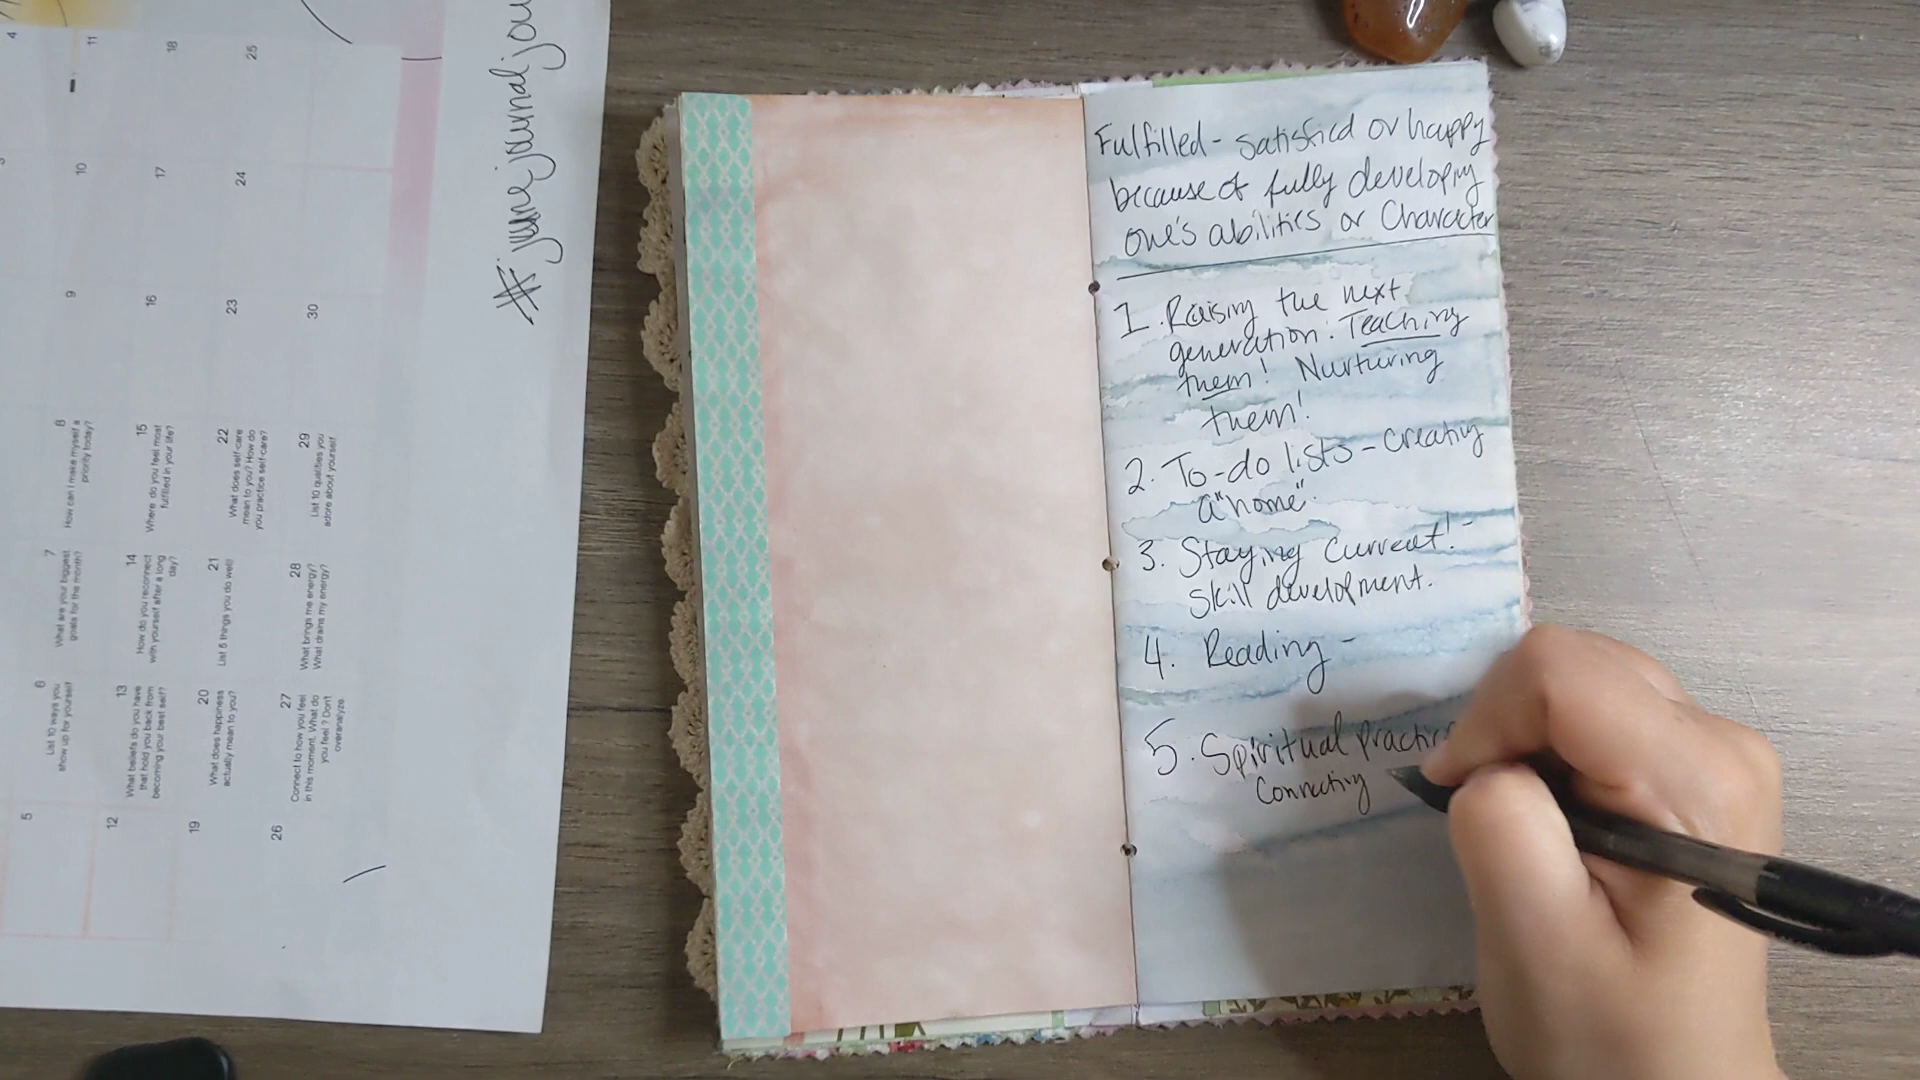 Fulfilled - satisfied or happy
because of fully developing
one's abilities or Character
1. Raising the next
generation: Teaching
them! Nurturing
them!
2. To-do lists - Creating
a "home".
3. Staying Current! -
Skill development.
4. Reading -
5. Spiritual
Connecting
4
11
18
25
10
17
24
9
16
23
30
8
How can I make myself a
priority today?
15
Where do you feel most
fulfilled in your life?
22
What does self-care
mean to you? How do
you practice self-care?
29
List 10 qualities you
adore about yourself
7
What are your biggest
goals for the month?
14
How do you reconnect
with yourself after a long
day?
21
List 5 things you do well
28
What brings me energy?
What drains my energy?
6
List 10 ways you
show up for yourself
13
What beliefs do you have
that hold you back from
becoming your best self?
20
What does happiness
actually mean to you?
27
Connect to how you feel
in this moment. What do
you feel? Don't
overanalyze
5
12
19
26
#junejournaljou